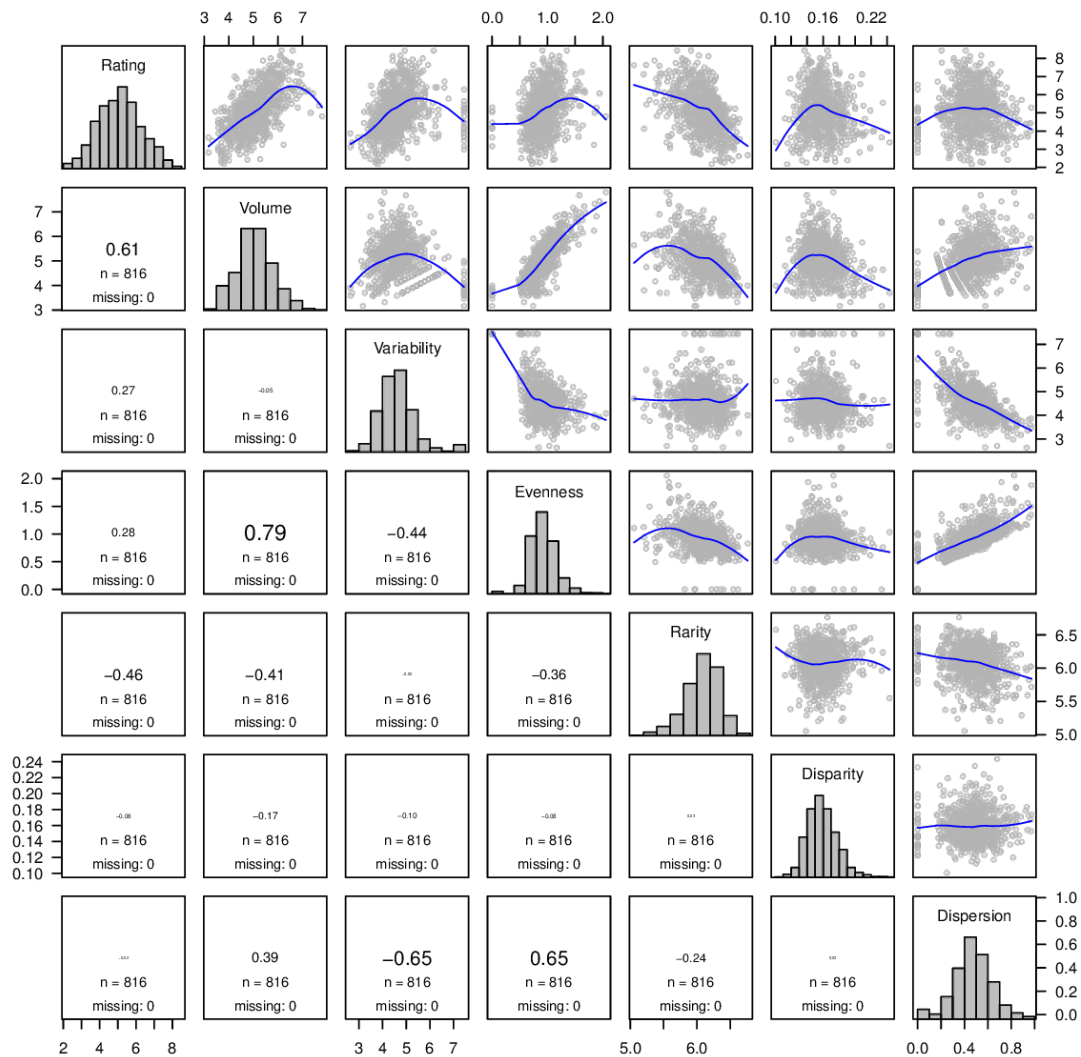 3 4 5 6 7 0.0 1.0 2.0 0.10 0.16 0.22
Rating
8
7
6
5
4
3
2
7
6
5
4
3
0.61
n = 816
missing: 0
Volume
0.27
n = 816
missing: 0
−0.05
n = 816
missing: 0
Variability
7
6
5
4
3
2.0
1.5
1.0
0.5
0.0
0.28
n = 816
missing: 0
0.79
n = 816
missing: 0
−0.44
n = 816
missing: 0
Evenness
−0.46
n = 816
missing: 0
−0.41
n = 816
missing: 0
n = 816
missing: 0
−0.36
n = 816
missing: 0
Rarity
6.5
6.0
5.5
5.0
0.24
0.22
0.20
0.18
0.16
0.14
0.12
0.10
−0.08
n = 816
missing: 0
−0.17
n = 816
missing: 0
−0.10
n = 816
missing: 0
−0.08
n = 816
missing: 0
n = 816
missing: 0
Disparity
n = 816
missing: 0
0.39
n = 816
missing: 0
−0.65
n = 816
missing: 0
0.65
n = 816
missing: 0
−0.24
n = 816
missing: 0
n = 816
missing: 0
Dispersion
1.0
0.8
0.6
0.4
0.2
0.0
2 4 6 8 3 4 5 6 7 5.0 6.0 0.0 0.4 0.8